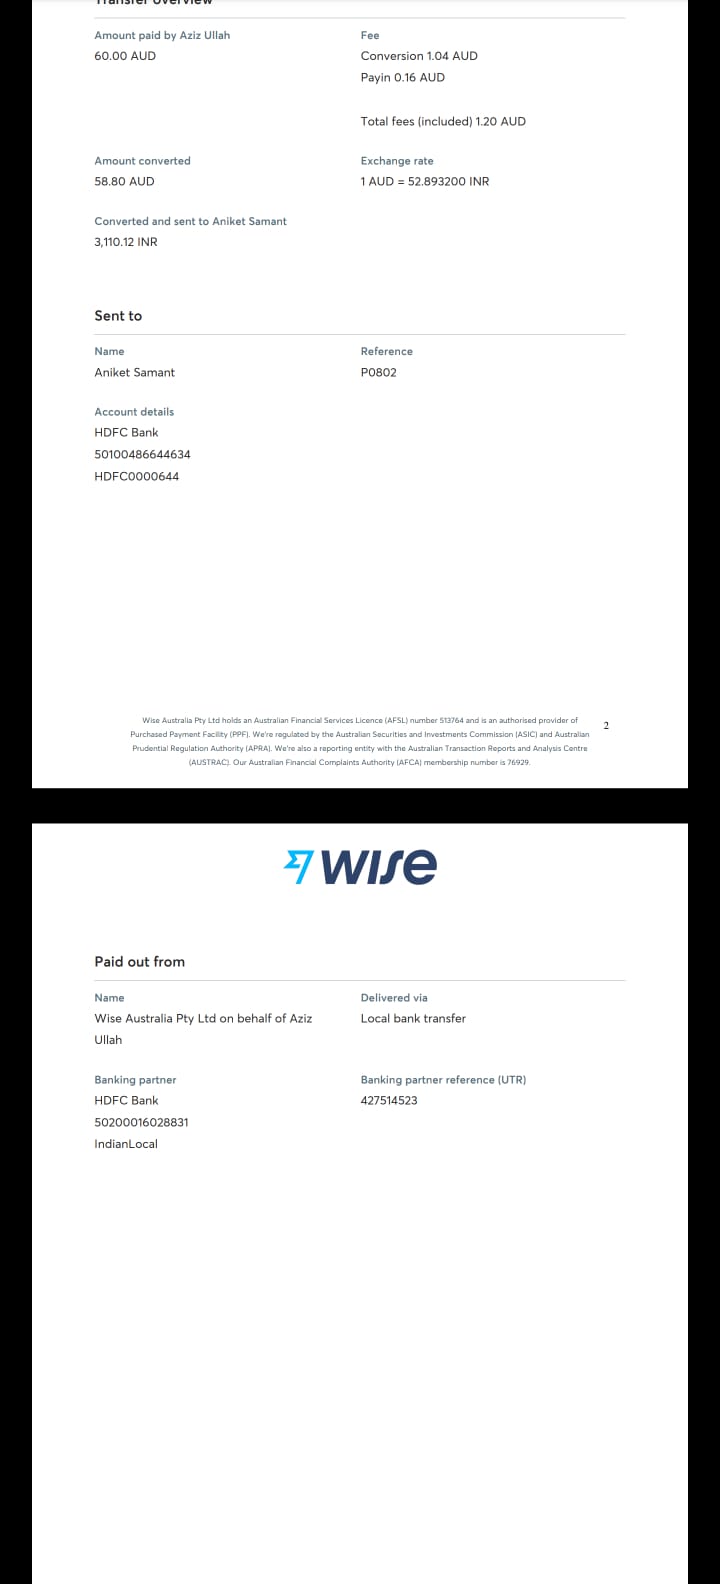 Transfer overview
Amount paid by Aziz Ullah
60.00 AUD
Fee
Conversion 1.04 AUD
Payin 0.16 AUD
Total fees (included) 1.20 AUD
Amount converted
58.80 AUD
Exchange rate
1 AUD = 52.893200 INR
Converted and sent to Aniket Samant
3,110.12 INR
Sent to
Name
Aniket Samant
Reference
P0802
Account details
HDFC Bank
50100486644634
HDFC0000644
Wise Australia Pty Ltd holds an Australian Financial Services Licence (AFSL) number 513764 and is an authorised provider of
Purchased Payment Facility (PPF). We're regulated by the Australian Securities and Investments Commission (ASIC) and Australian
Prudential Regulation Authority (APRA). We're also a reporting entity with the Australian Transaction Reports and Analysis Centre
(AUSTRAC). Our Australian Financial Complaints Authority (AFCA) membership number is 76929.
2
wise
Paid out from
Name
Wise Australia Pty Ltd on behalf of Aziz
Ullah
Delivered via
Local bank transfer
Banking partner
HDFC Bank
50200016028831
IndianLocal
Banking partner reference (UTR)
427514523